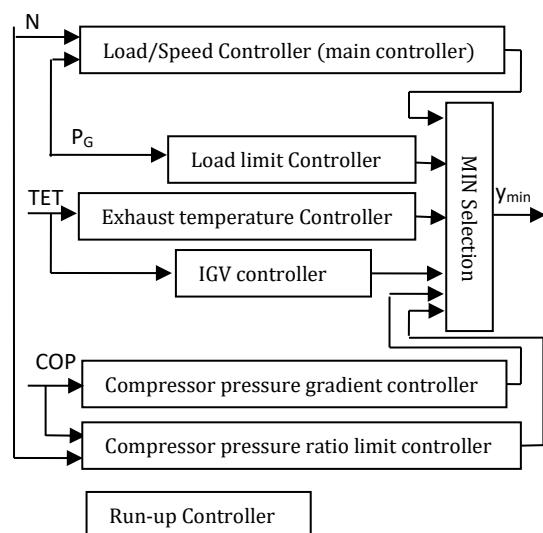 N
Load/Speed Controller (main controller)
PG
Load limit Controller
MIN Selection
ymin
TET
Exhaust temperature Controller
IGV controller
COP
Compressor pressure gradient controller
Compressor pressure ratio limit controller
Run-up Controller